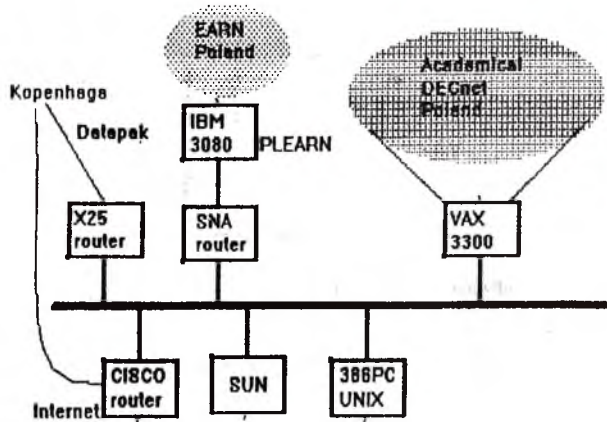 EARN
Poland
Academical
DECnet
Poland
Kopenhaga
Datapak
IBM
3080
PLEARN
X25
router
SNA
router
VAX
3300
CISCO
router
Internet
SUN
386PC
UNIX